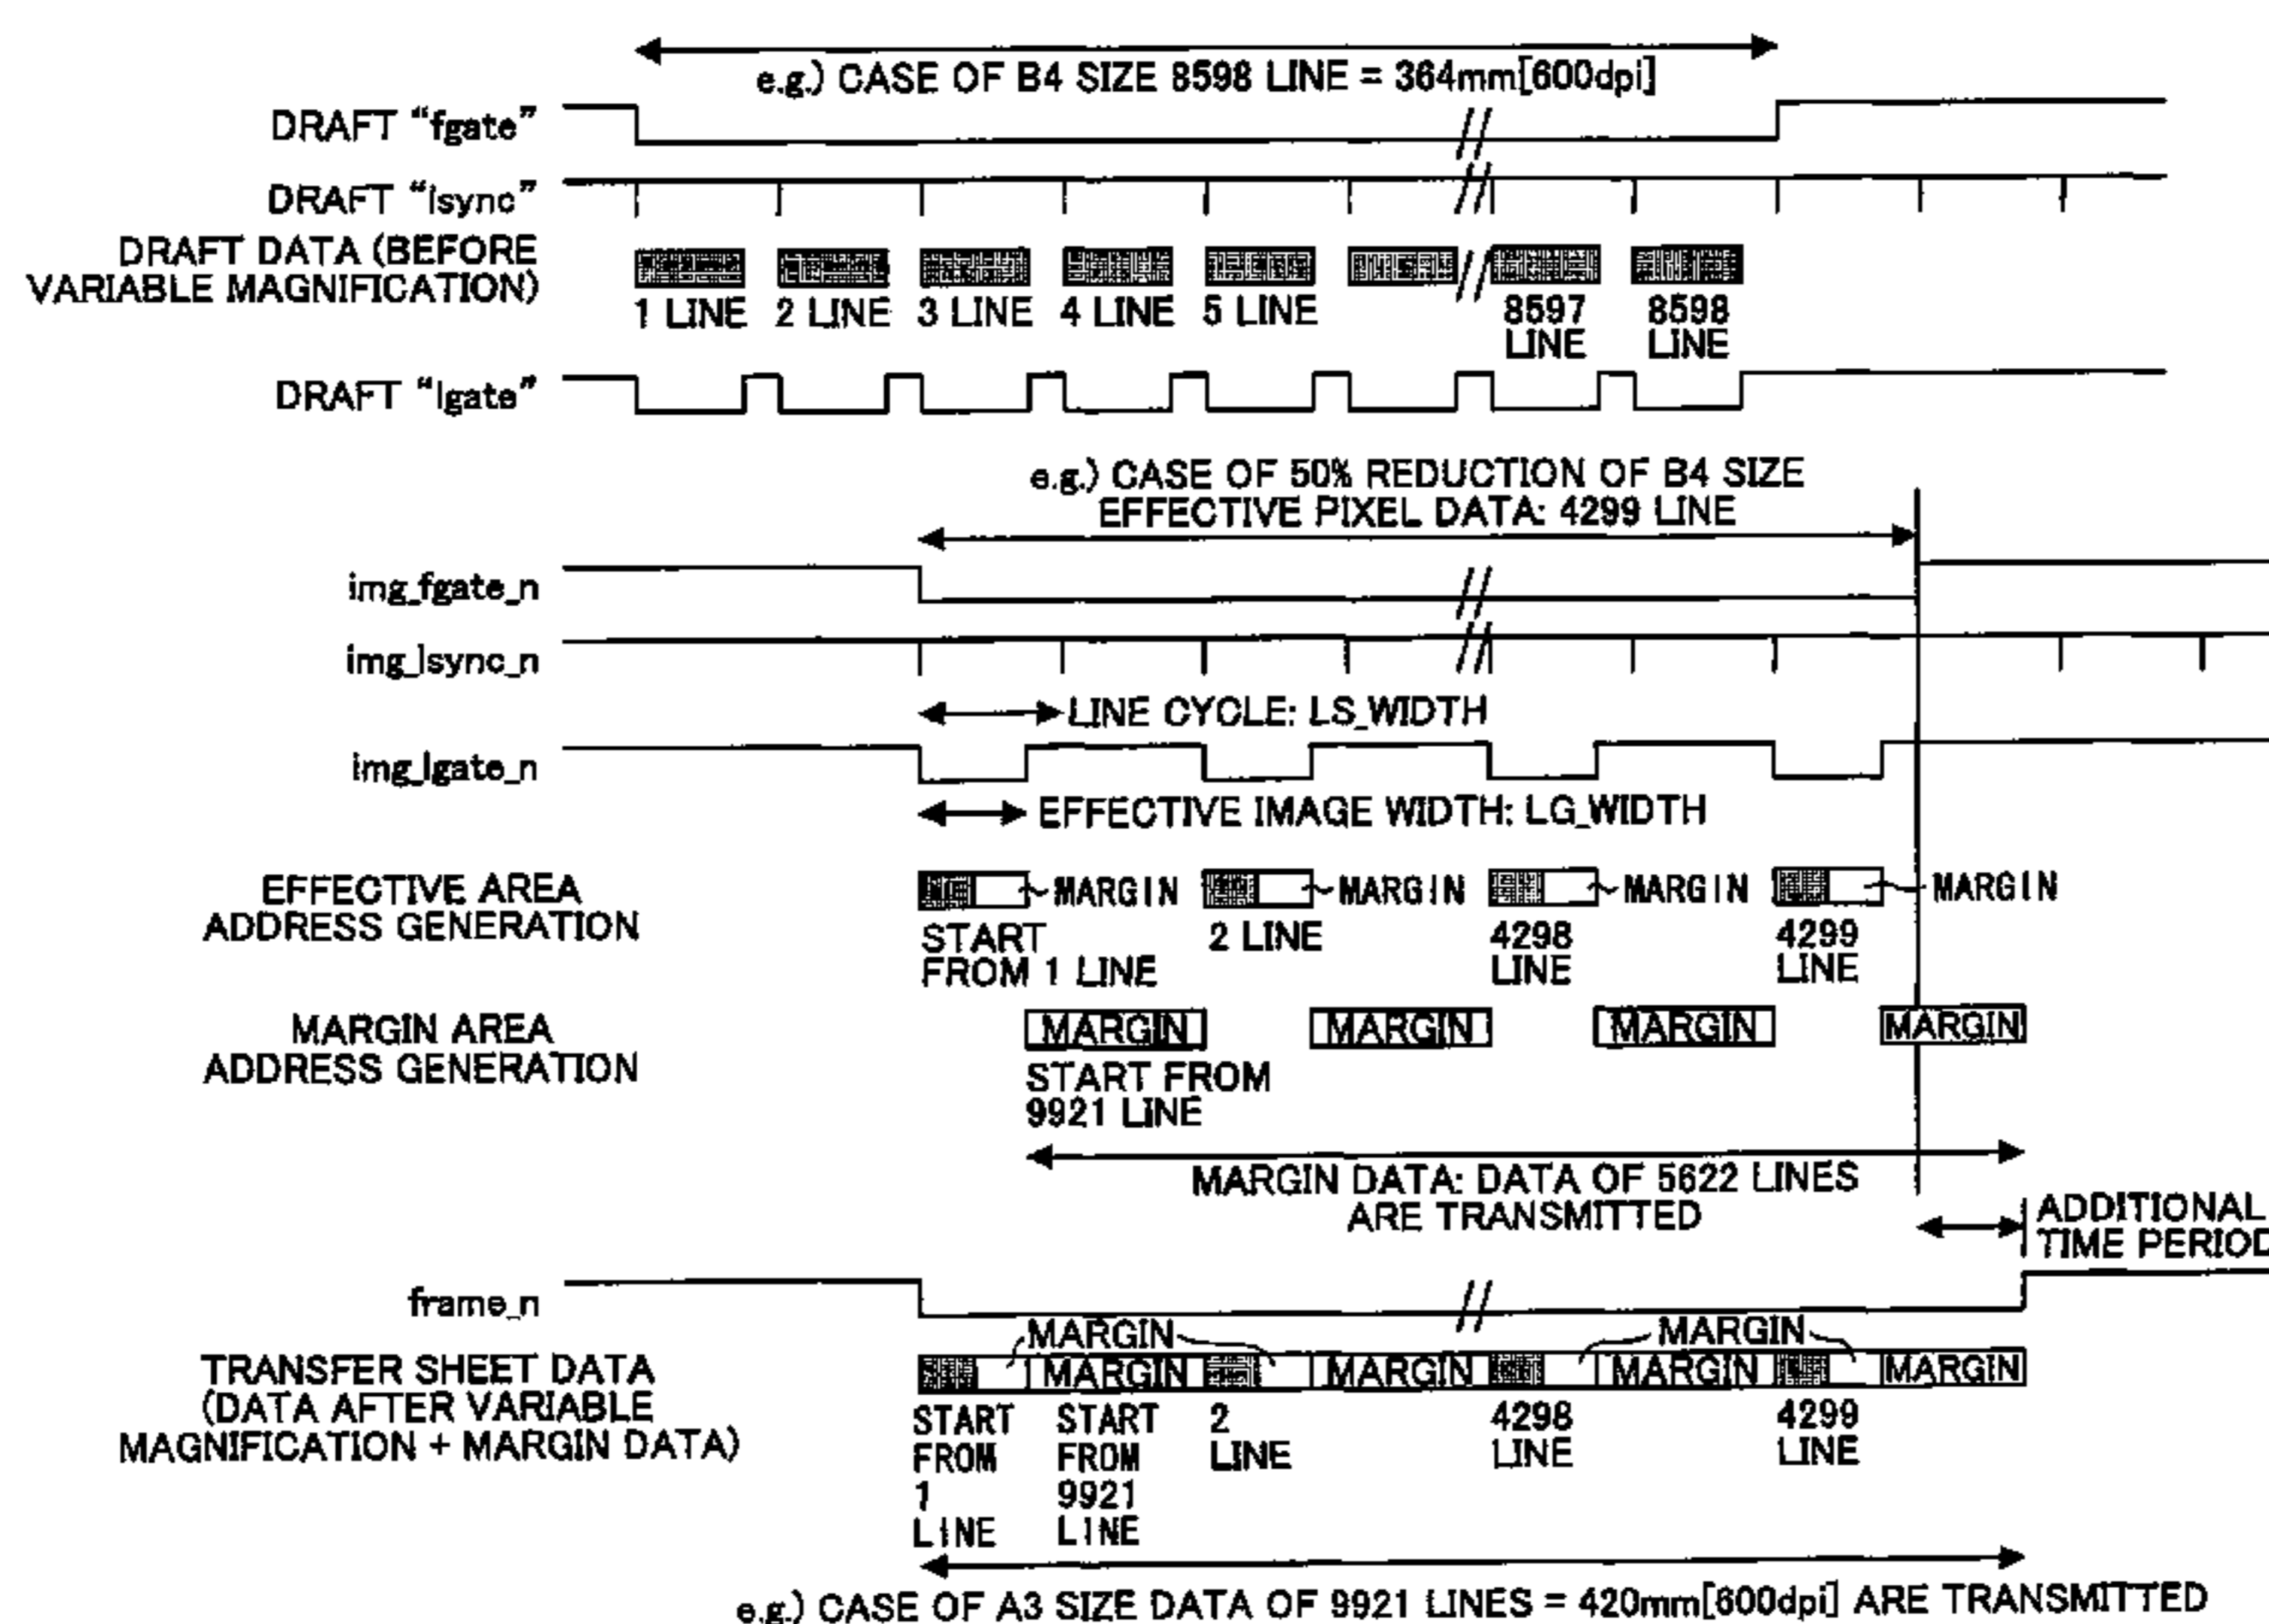 e.g.) CASE OF B4 SIZE 8598 LINE = 364mm[600dpi]
DRAFT "fgate"
DRAFT "lsync"
DRAFT DATA (BEFORE
VARIABLE MAGNIFICATION)
1 LINE 2 LINE 3 LINE 4 LINE 5 LINE 8597 LINE 8598 LINE
DRAFT "lgate"
e.g.) CASE OF 50% REDUCTION OF B4 SIZE
EFFECTIVE PIXEL DATA: 4299 LINE
img_fgate_n
img_lsync_n
LINE CYCLE: LS_WIDTH
img_lgate_n
EFFECTIVE IMAGE WIDTH: LG_WIDTH
EFFECTIVE AREA
ADDRESS GENERATION
MARGIN MARGIN MARGIN MARGIN
START
FROM 1 LINE
2 LINE
4298
LINE
4299
LINE
MARGIN AREA
ADDRESS GENERATION
MARGIN MARGIN MARGIN MARGIN
START FROM
9921 LINE
MARGIN DATA: DATA OF 5622 LINES
ARE TRANSMITTED
ADDITIONAL
TIME PERIOD
frame_n
MARGIN MARGIN
TRANSFER SHEET DATA
(DATA AFTER VARIABLE
MAGNIFICATION + MARGIN DATA)
MARGIN MARGIN MARGIN MARGIN
START
FROM
1
LINE
START
FROM
9921
LINE
2
LINE
4298
LINE
4299
LINE
e.g.) CASE OF A3 SIZE DATA OF 9921 LINES = 420mm[600dpi] ARE TRANSMITTED